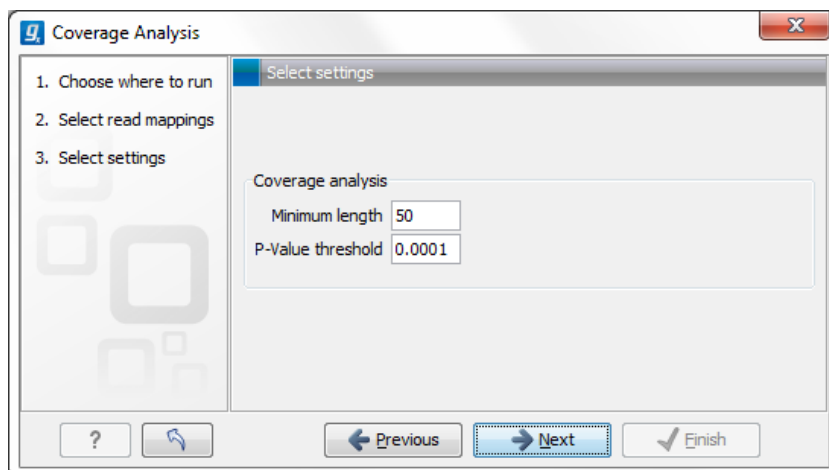 Coverage Analysis
1. Choose where to run
2. Select read mappings
3. Select settings
Select settings
Coverage analysis
Minimum length 50
P-Value threshold 0.0001
?
Previous
Next
Finish